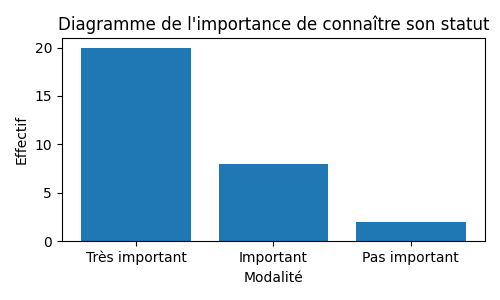 Diagramme de l'importance de connaître son statut
20
15
10
5
0
Effectif
Très important
Important
Pas important
Modalité